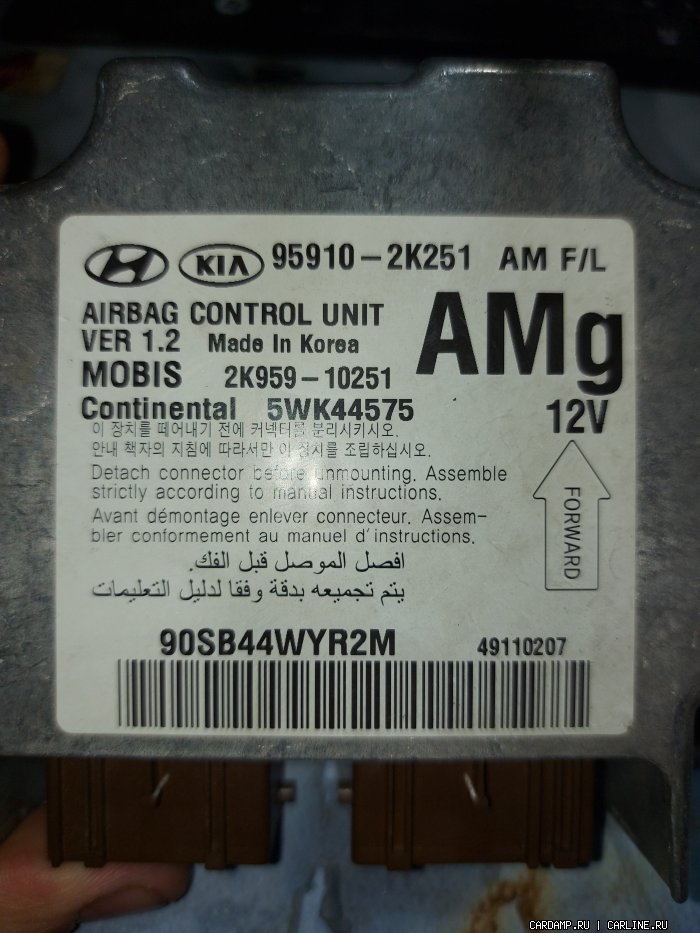 KIA 95910-2K251 AM F/L
AIRBAG CONTROL UNIT
VER 1.2 Made In Korea
AMg
MOBIS 2K959-10251
Continental 5WK44575
12V
이 장치를 떼어내기 전에 커넥터를 분리시키시오.
안내 책자의 지침에 따라서만 이 장치를 조립하십시오.
Detach connector before unmounting. Assemble
strictly according to manual instructions.
Avant démontage enlever connecteur. Assem-
bler conformement au manuel d'instructions.
FORWARD
افصل الموصل قبل الفك.
يتم تجميعه بدقة وفقا لدليل التعليمات
90SB44WYR2M 49110207
CARDAMP.RU | CARLINE.RU